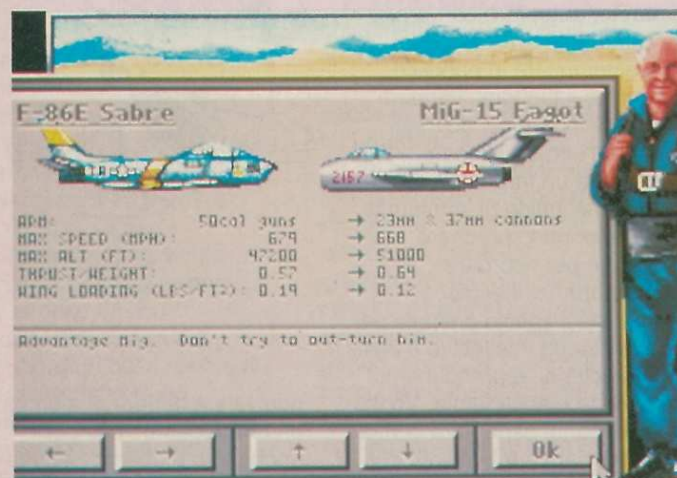 F-86E Sabre MiG-15 Fagot
2157
ARM: 50cal guns → 23mm & 37mm cannons
MAX SPEED (MPH): 679 → 668
MAX ALT (FT): 47200 → 51000
THRUST/WEIGHT: 0.57 → 0.64
WING LOADING (LBS/FT²): 0.19 → 0.12
Advantage Mig. Don't try to out-turn him.
← → ↑ ↓ Ok